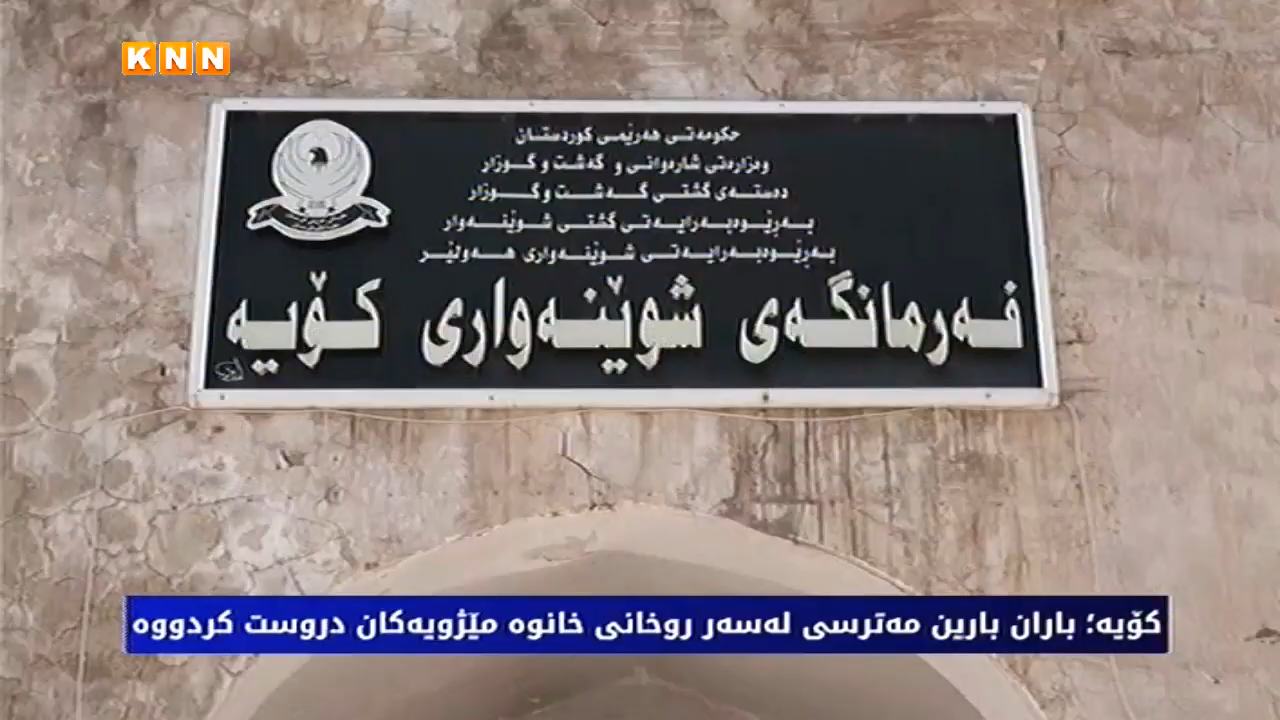 KNN
حکومەتی هەرێمی کوردستان
وەزارەتی شارەوانی و گەشت و گوزار
دەستەی گشتی گەشت و گوزار
بەڕێوەبەرایەتی گشتی شوێنەوار
بەڕێوەبەرایەتی شوێنەواری هەولێر
فەرمانگەی شوێنەواری کۆیە
کۆیە؛ باران بارین مەترسی لەسەر روخانی خانوە مێژویەکان دروست کردووە